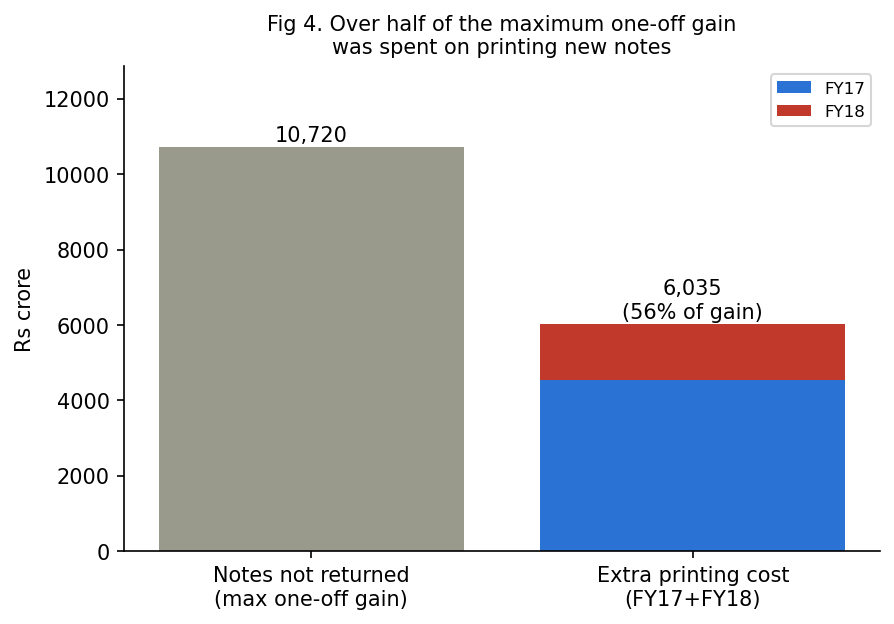 Fig 4. Over half of the maximum one-off gain
was spent on printing new notes
Rs crore
12000
10000
8000
6000
4000
2000
0
FY17
FY18
10,720
6,035
(56% of gain)
Notes not returned
(max one-off gain)
Extra printing cost
(FY17+FY18)